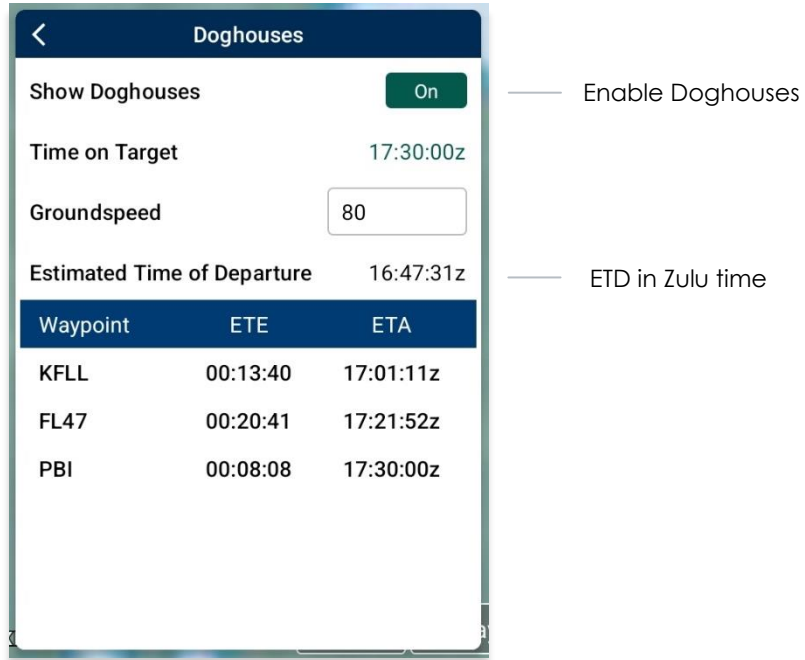 Doghouses
Show Doghouses On
Enable Doghouses
Time on Target 17:30:00z
Groundspeed 80
Estimated Time of Departure 16:47:31z
ETD in Zulu time
Waypoint ETE ETA
KFLL 00:13:40 17:01:11z
FL47 00:20:41 17:21:52z
PBI 00:08:08 17:30:00z